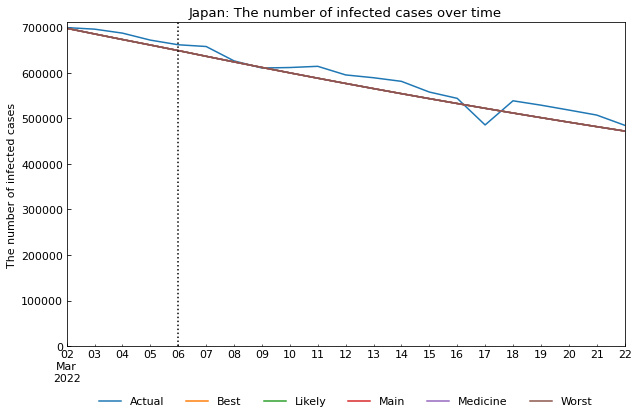 Japan: The number of infected cases over time
The number of infected cases
700000
600000
500000
400000
300000
200000
100000
0
02 03 04 05 06 07 08 09 10 11 12 13 14 15 16 17 18 19 20 21 22
Mar
2022
Actual Best Likely Main Medicine Worst